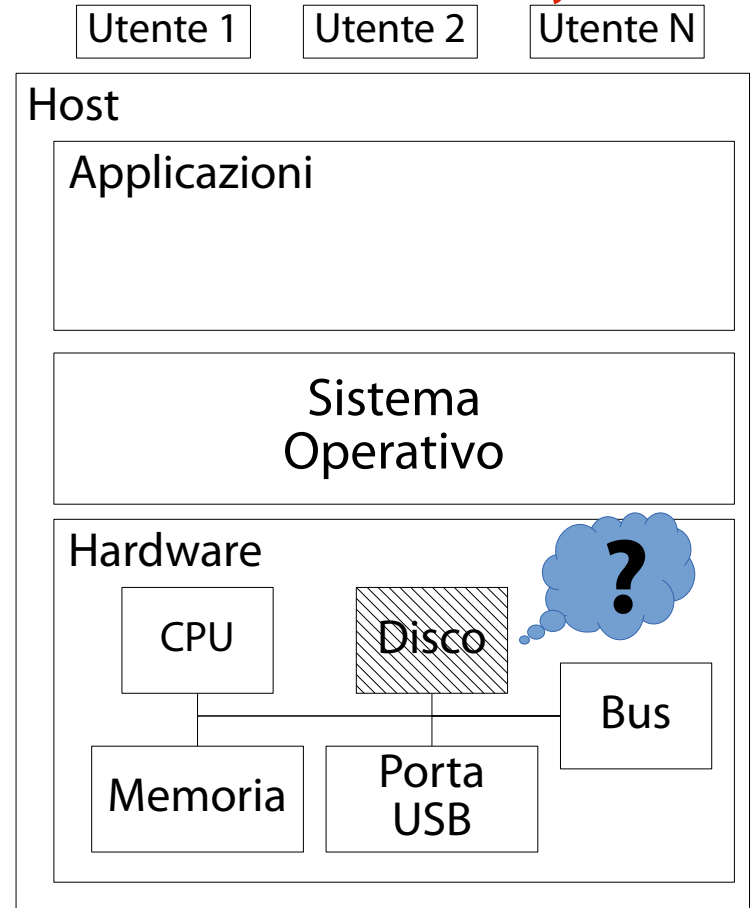 Utente 1
Utente 2
Utente N
Host
Applicazioni
Sistema
Operativo
Hardware
?
CPU
Disco
Bus
Memoria
Porta
USB